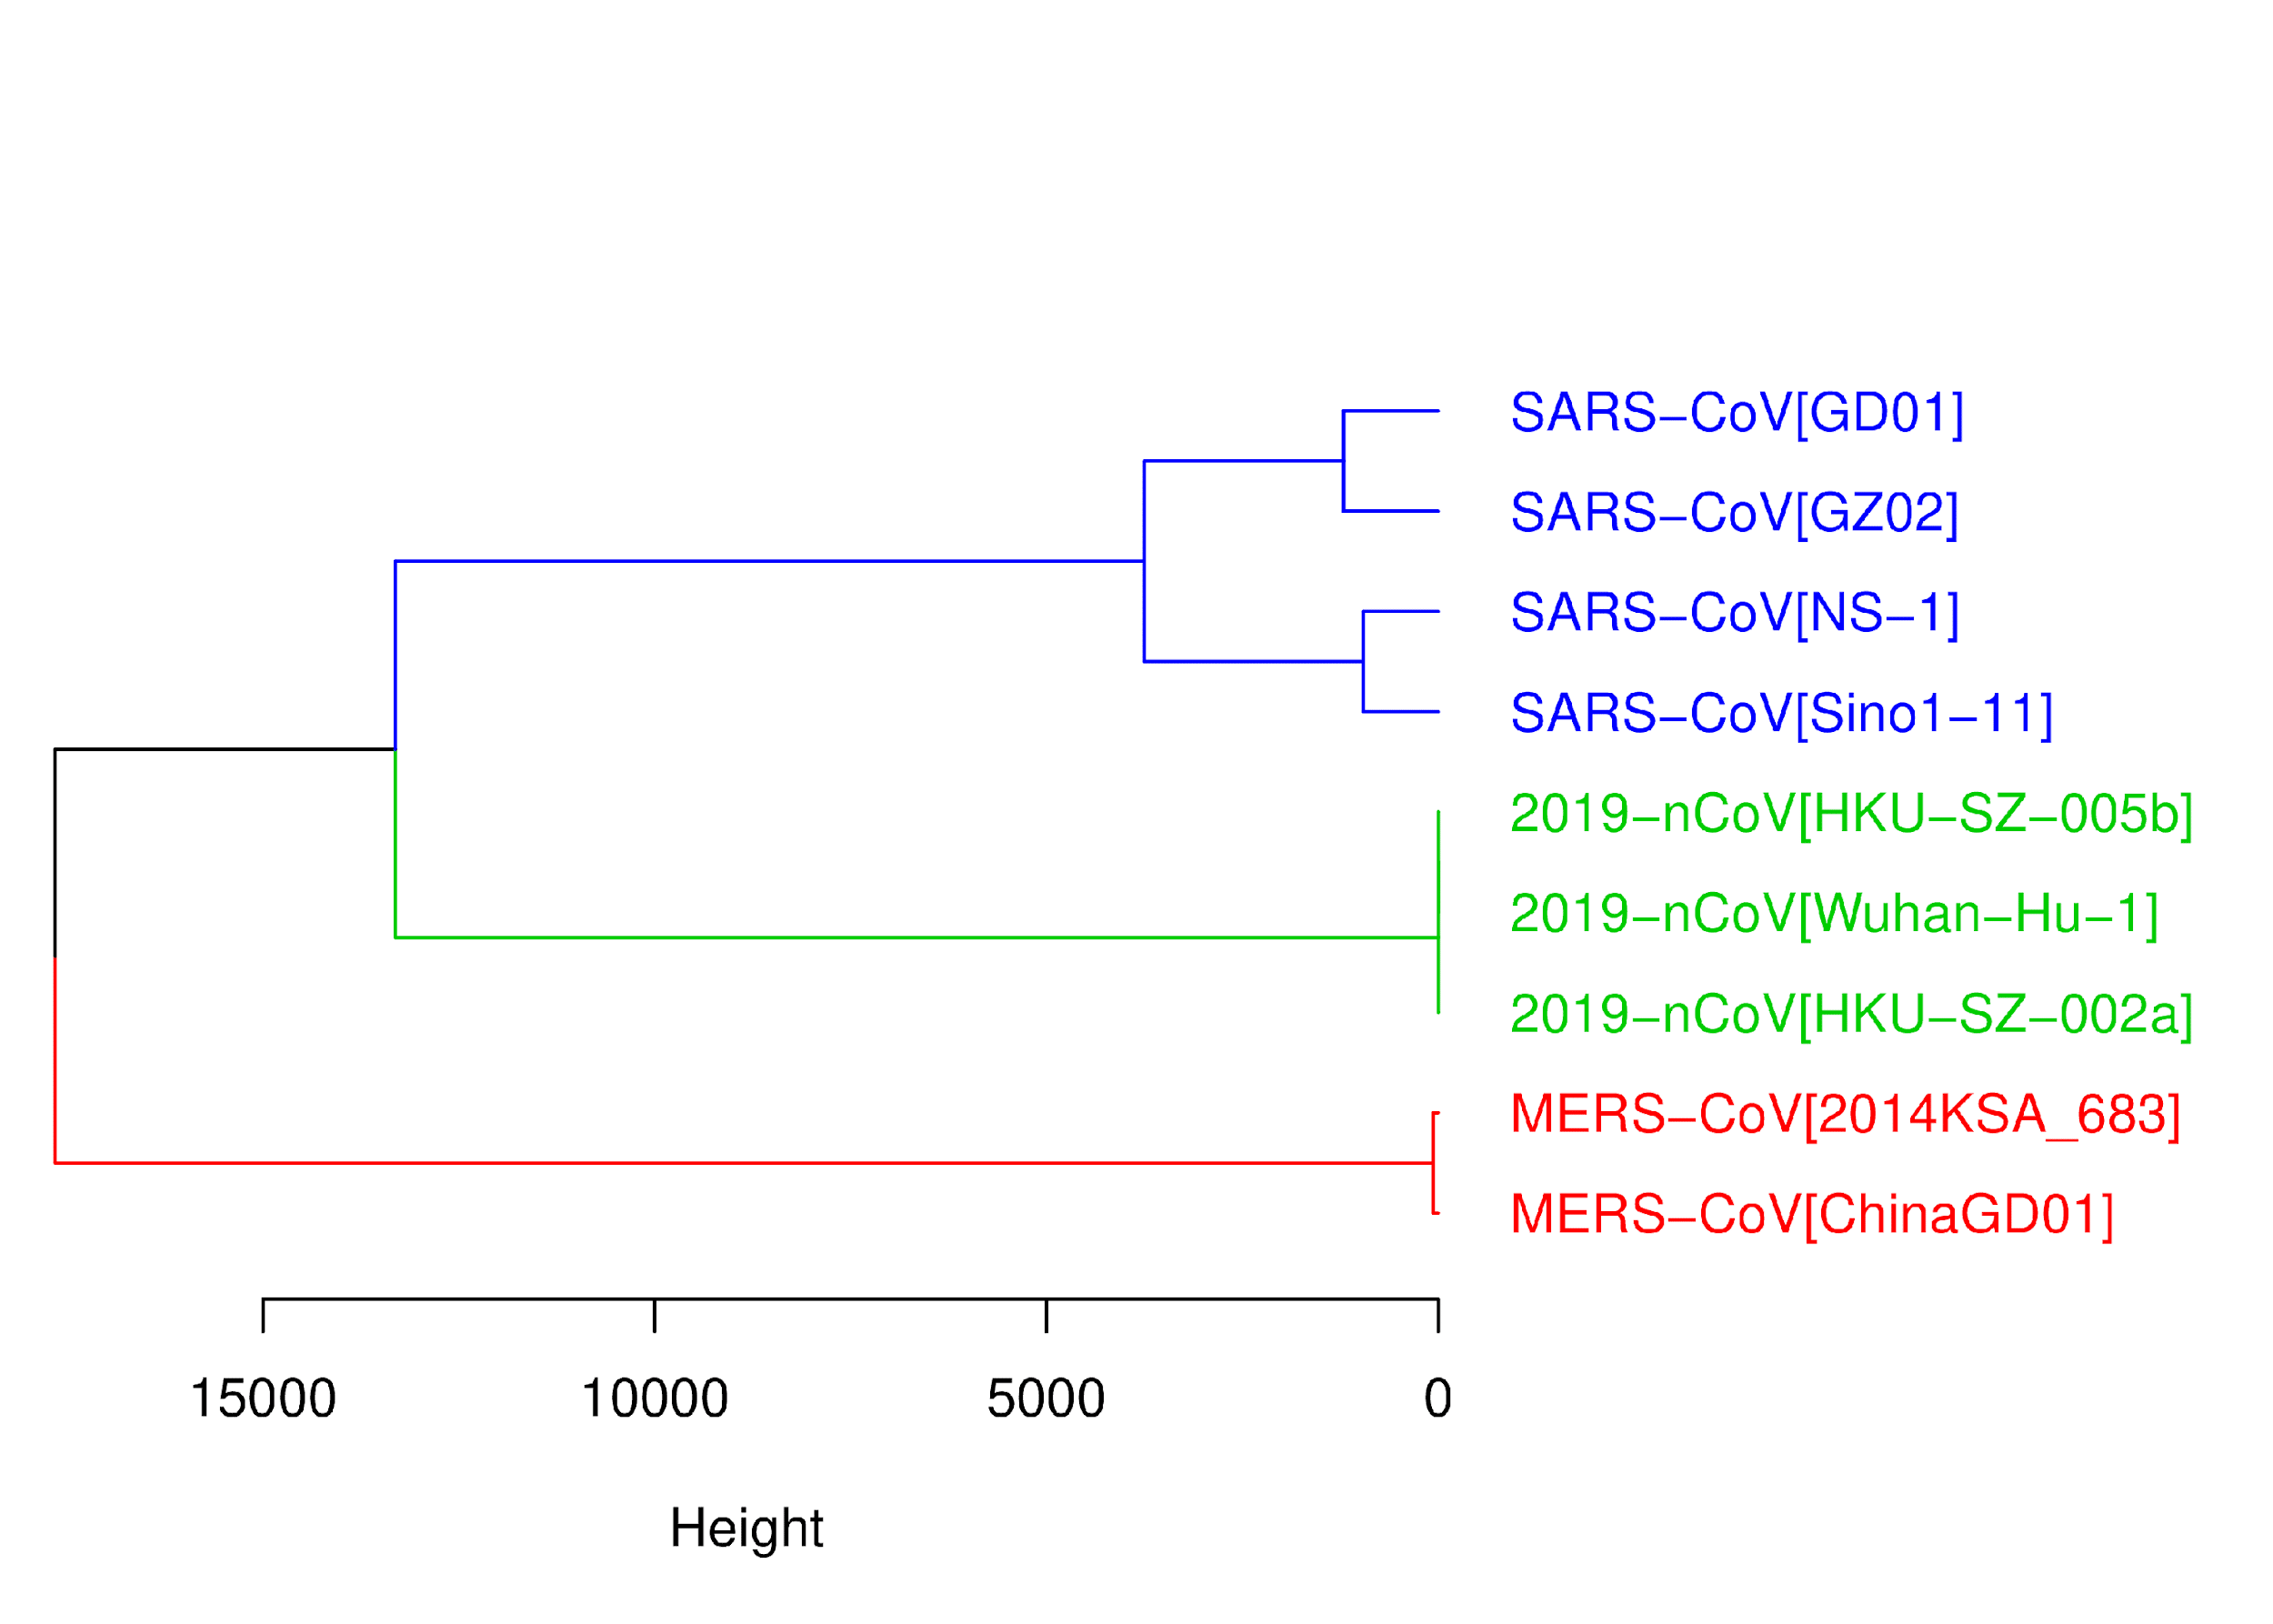 SARS−CoV[GD01]
SARS−CoV[GZ02]
SARS−CoV[NS−1]
SARS−CoV[Sino1−11]
2019−nCoV[HKU−SZ−005b]
2019−nCoV[Wuhan−Hu−1]
2019−nCoV[HKU−SZ−002a]
MERS−CoV[2014KSA_683]
MERS−CoV[ChinaGD01]
15000 10000 5000 0
Height